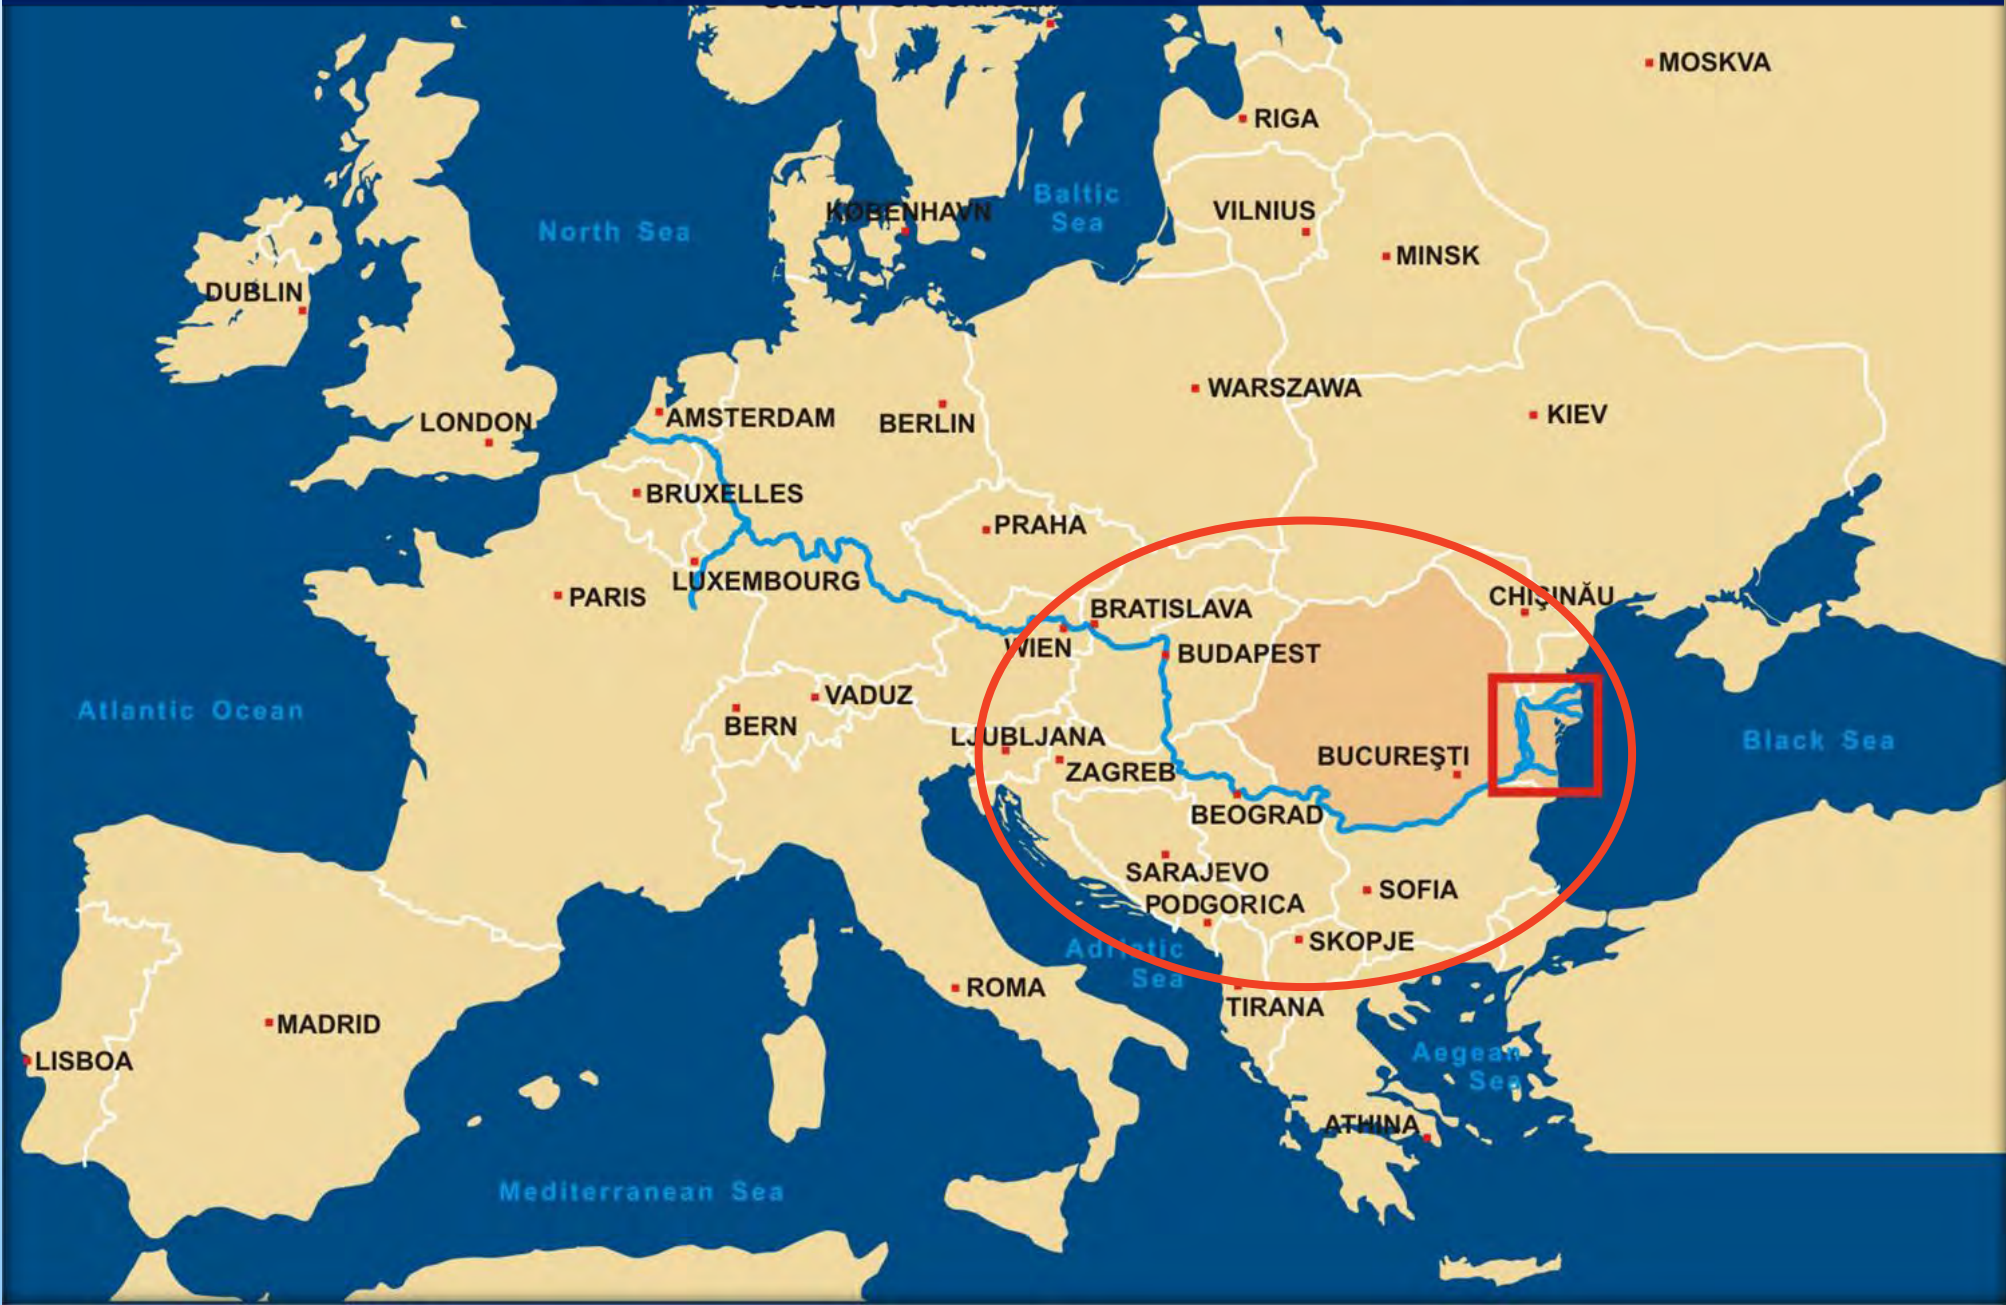 MOSKVA
RIGA
Baltic
Sea
KØBENHAVN
VILNIUS
North Sea
MINSK
DUBLIN
WARSZAWA
AMSTERDAM
KIEV
LONDON
BERLIN
BRUXELLES
PRAHA
LUXEMBOURG
PARIS
CHIŞINĂU
BRATISLAVA
WIEN
BUDAPEST
VADUZ
Atlantic Ocean
BERN
LJUBLJANA
Black Sea
BUCUREŞTI
ZAGREB
BEOGRAD
SARAJEVO
SOFIA
PODGORICA
SKOPJE
Adriatic
Sea
ROMA
TIRANA
MADRID
Aegean
Sea
LISBOA
ATHINA
Mediterranean Sea